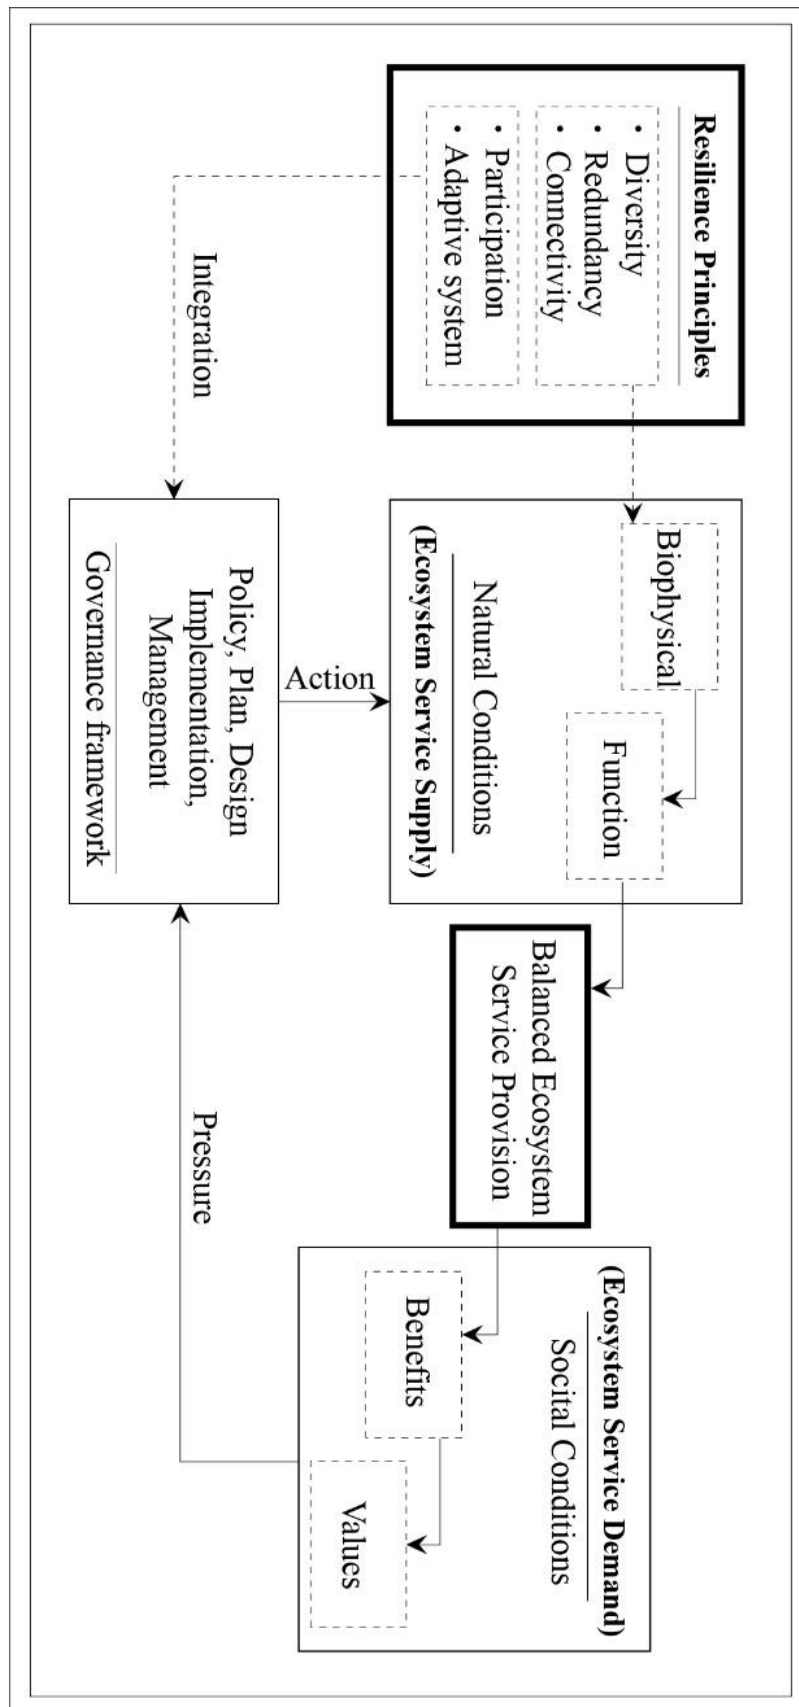 Resilience Principles
• Diversity
• Redundancy
• Connectivity
• Participation
• Adaptive system
Integration
Biophysical
Function
Natural Conditions
(Ecosystem Service Supply)
Action
Policy, Plan, Design
Implementation,
Management
Governance framework
Balanced Ecosystem
Service Provision
Pressure
(Ecosystem Service Demand)
Socital Conditions
Benefits
Values